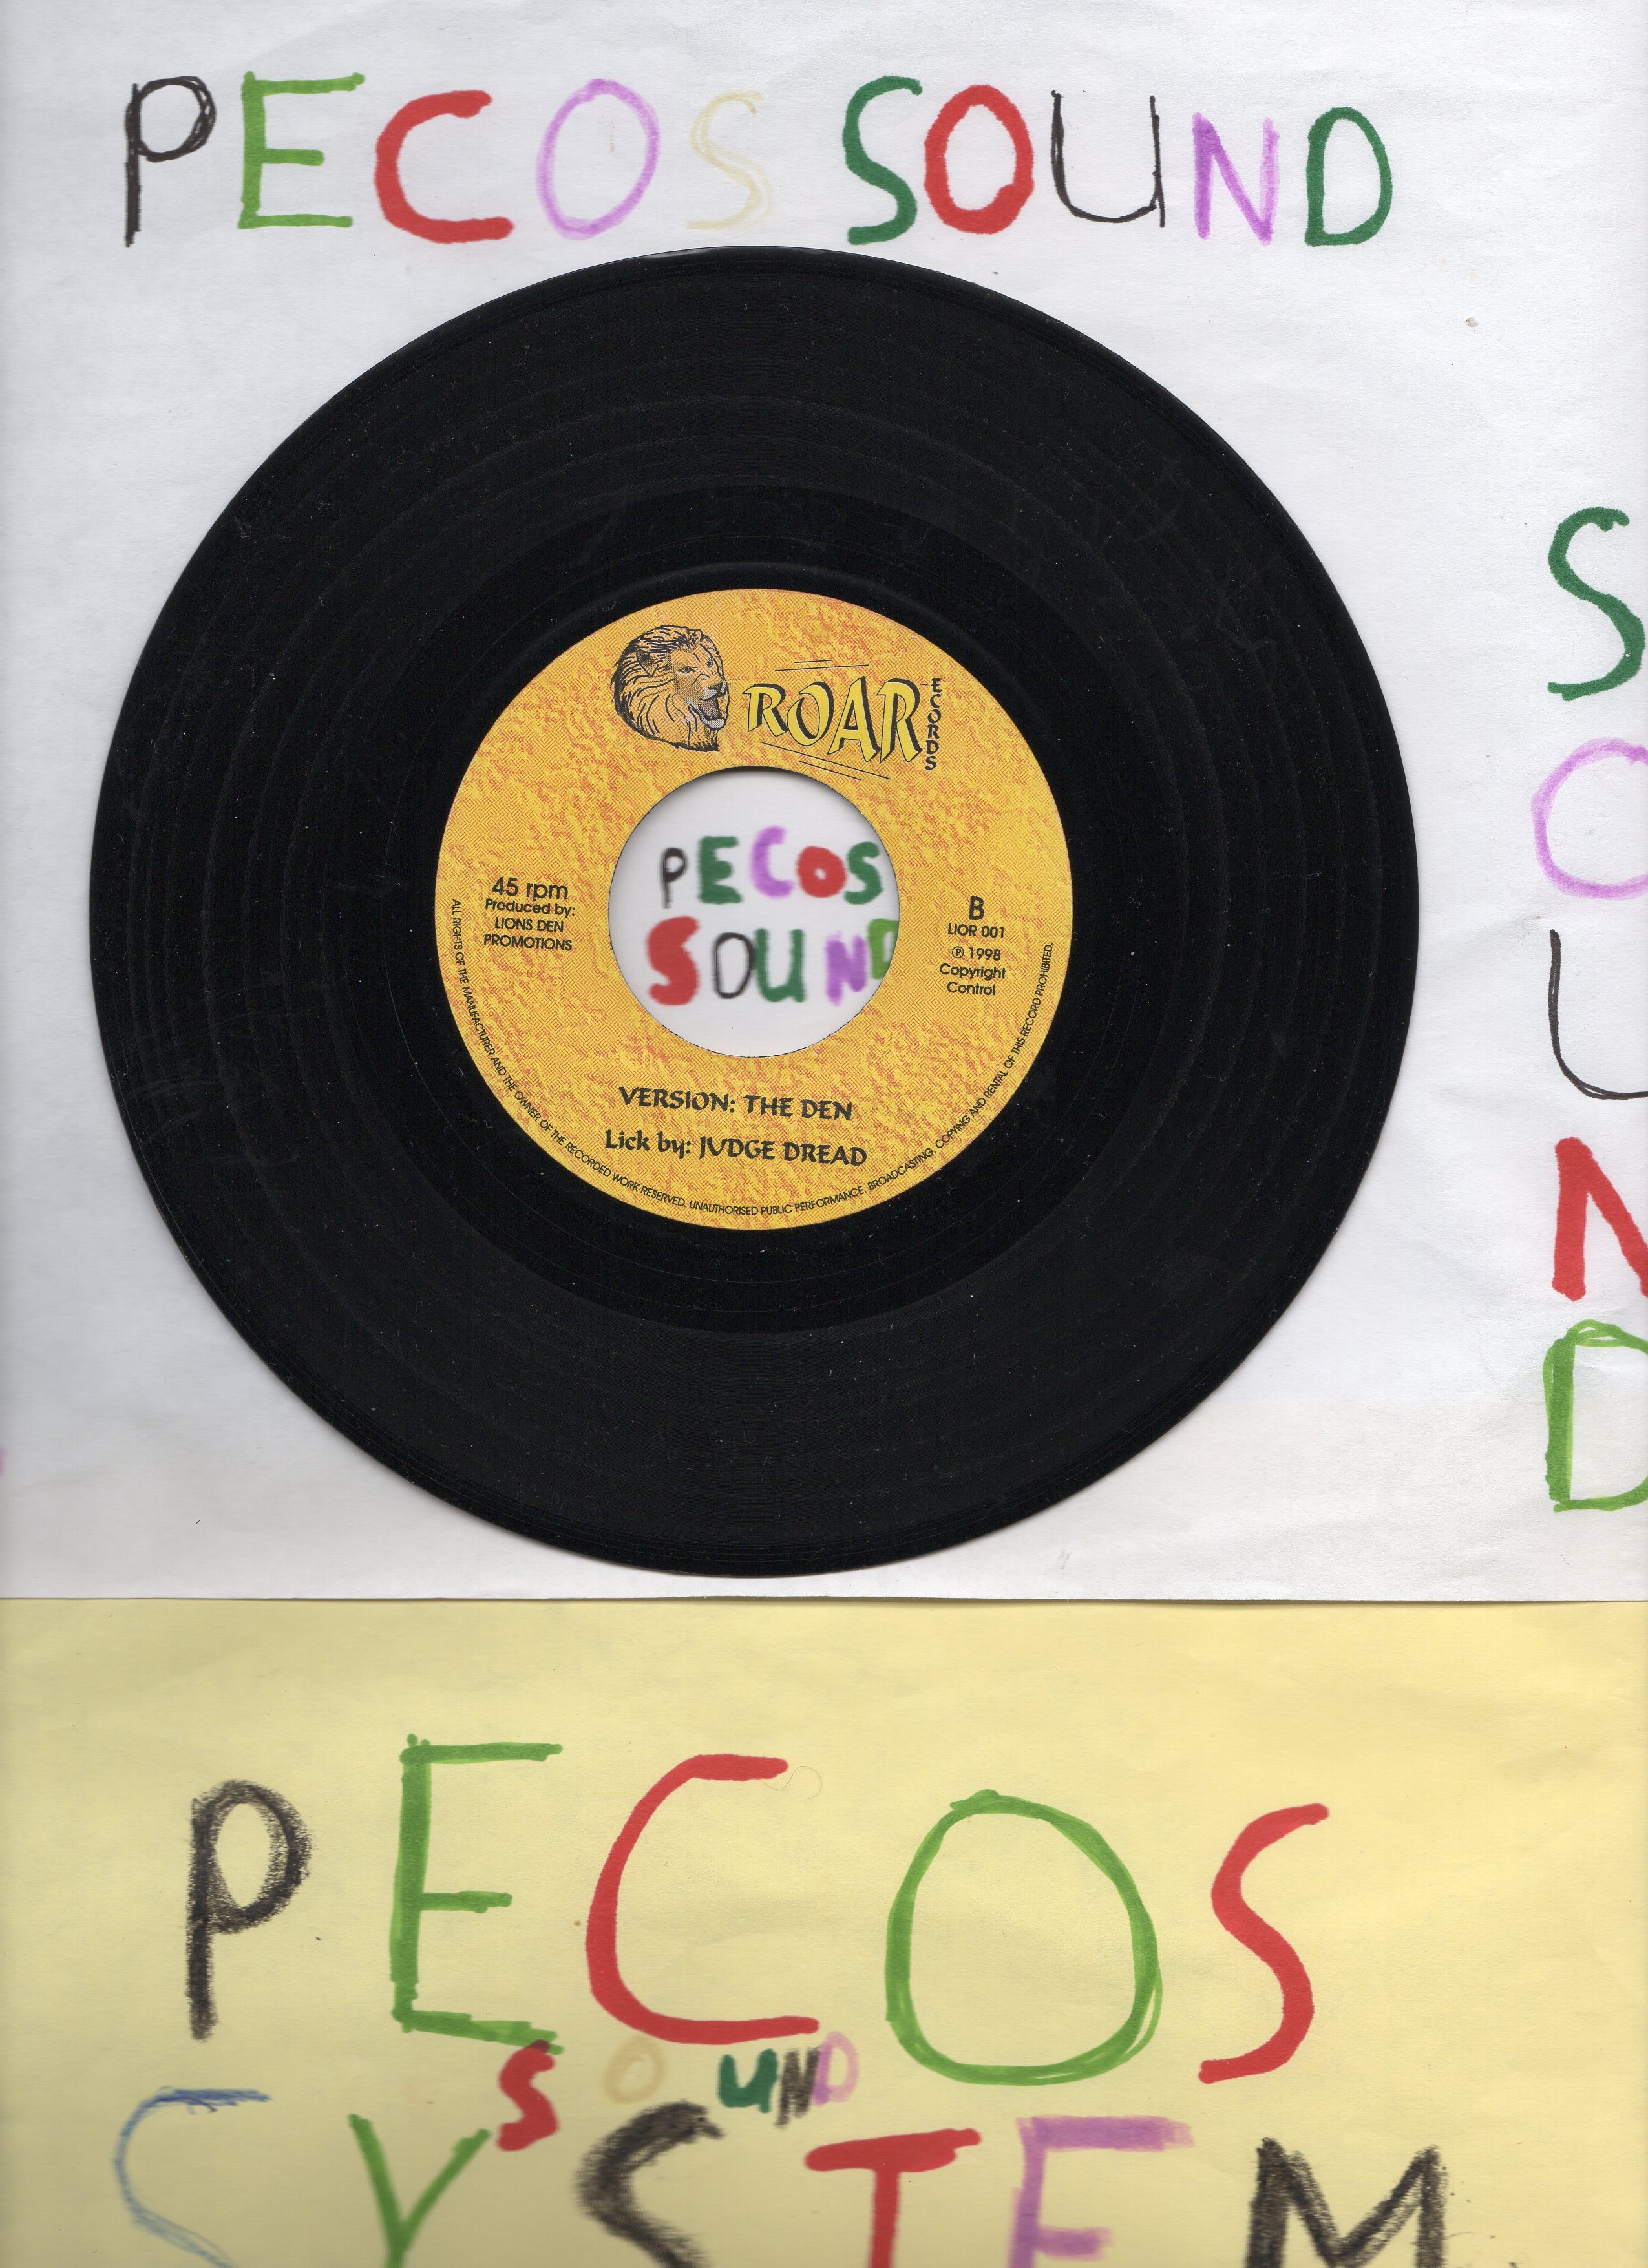 PECOS SOUND
ROAR
ECORDS
45 rpm
Produced by:
LIONS DEN
PROMOTIONS
PECOS
SOUND
B
LIOR 001
℗ 1998
Copyright
Control
VERSION: THE DEN
Lick by: JUDGE DREAD
ALL RIGHTS OF THE MANUFACTURER AND THE OWNER OF THE RECORDED WORK RESERVED. UNAUTHORISED PUBLIC PERFORMANCE, BROADCASTING, COPYING AND RENTAL OF THIS RECORD PROHIBITED.
S
O
U
N
D
PECOS
SOUND
SYSTEM